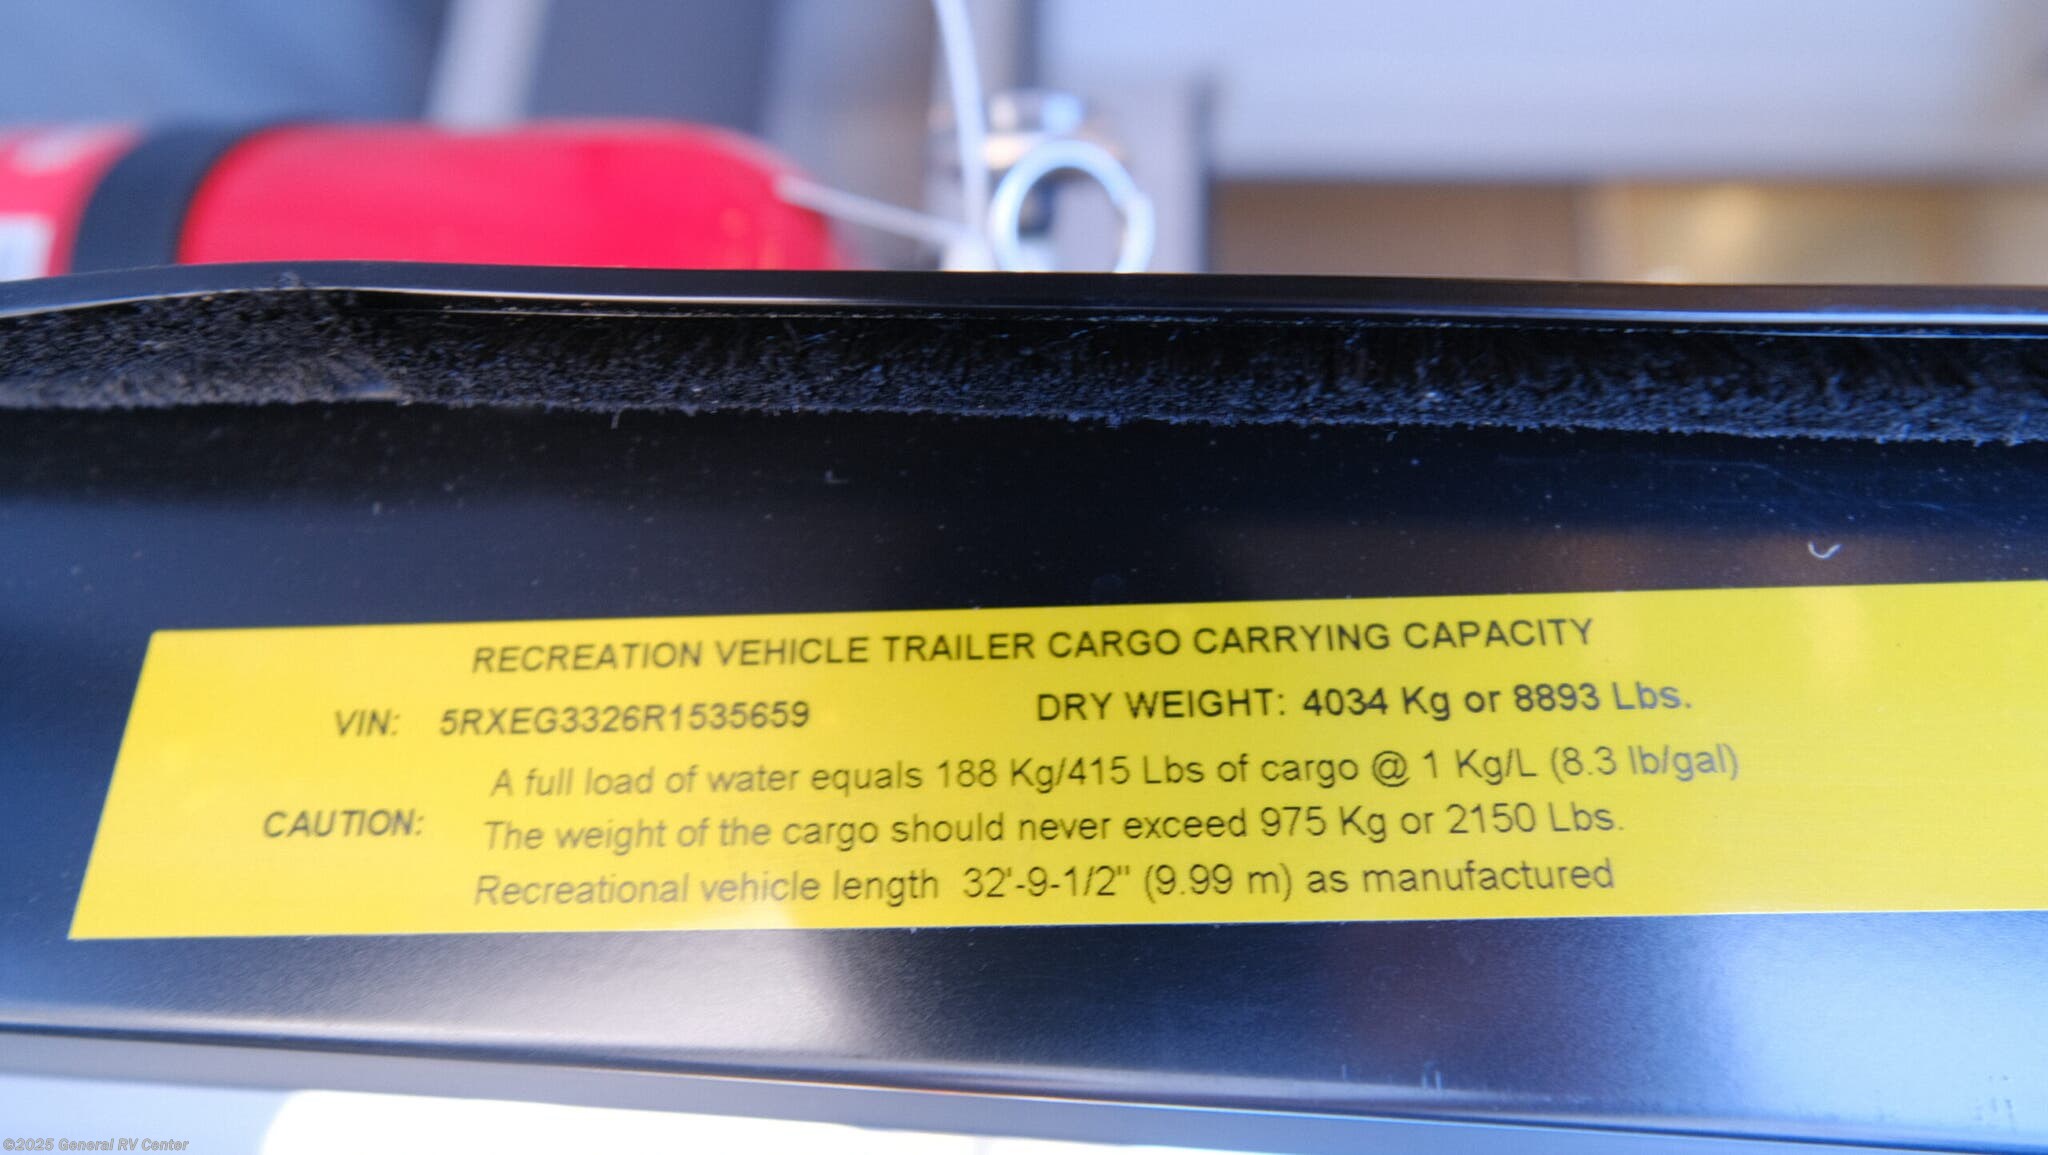 RECREATION VEHICLE TRAILER CARGO CARRYING CAPACITY
VIN: 5RXEG3326R1535659 DRY WEIGHT: 4034 Kg or 8893 Lbs.
A full load of water equals 188 Kg/415 Lbs of cargo @ 1 Kg/L (8.3 lb/gal)
CAUTION: The weight of the cargo should never exceed 975 Kg or 2150 Lbs.
Recreational vehicle length 32'-9-1/2" (9.99 m) as manufactured
©2025 General RV Center